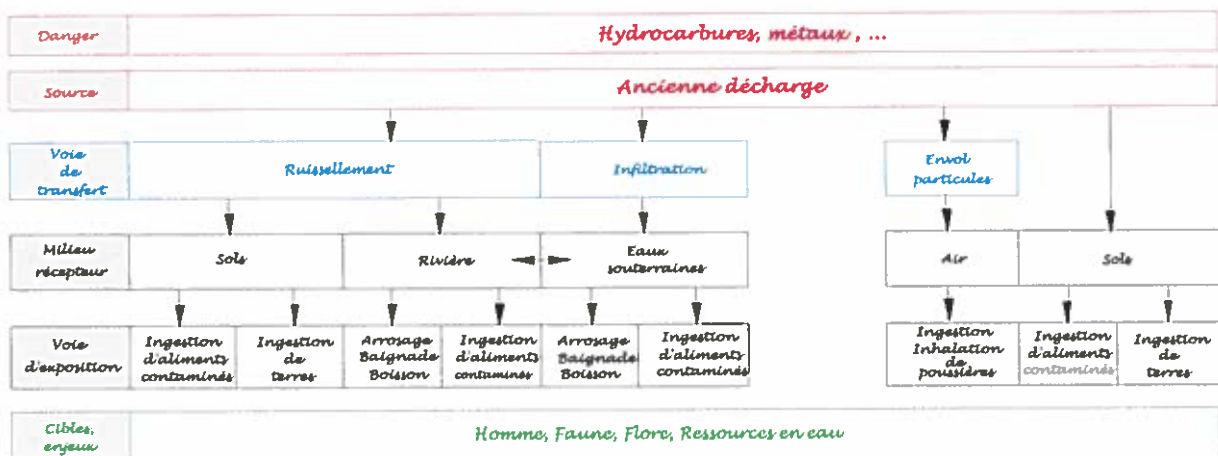 Danger
Hydrocarbures, métaux , ...
Source
Ancienne décharge
Voie
de
transfert
Ruissellement
Infiltration
Envol
particules
Milieu
récepteur
Sols
Rivière
Eaux
souterraines
Air
Sols
Voie
d'exposition
Ingestion
d'aliments
contaminés
Ingestion
de
terres
Arrosage
Baignade
Boisson
Ingestion
d'aliments
contaminés
Arrosage
Baignade
Boisson
Ingestion
d'aliments
contaminés
Ingestion
Inhalation
de
poussières
Ingestion
d'aliments
contaminés
Ingestion
de
terres
Cibles,
enjeux
Homme, Faune, Flore, Ressources en eau